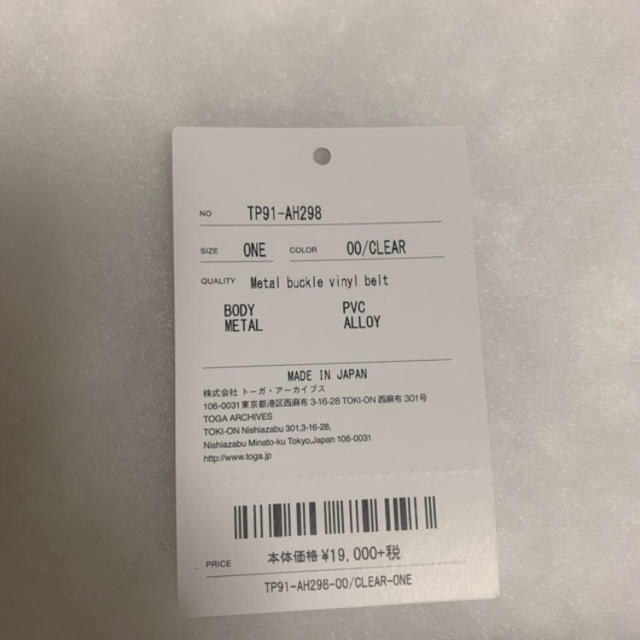 NO TP91-AH298
SIZE ONE COLOR 00/CLEAR
QUALITY Metal buckle vinyl belt
BODY PVC
METAL ALLOY
MADE IN JAPAN
株式会社 トーガ・アーカイブス
106-0031 東京都港区西麻布 3-16-28 TOKI-ON 西麻布 301号
TOGA ARCHIVES
TOKI-ON Nishiazabu 301,3-16-28,
Nishiazabu Minato-ku Tokyo,Japan 106-0031
http://www.toga.jp
PRICE 本体価格¥19,000+税
TP91-AH298-00/CLEAR-ONE